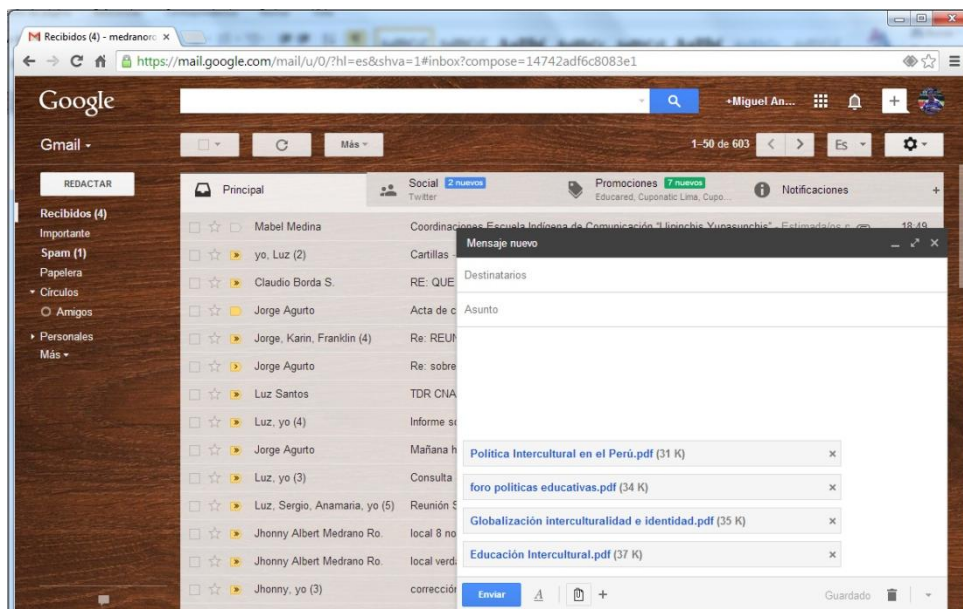 Recibidos (4) - medranoro
https://mail.google.com/mail/u/0/?hl=es&shva=1#inbox?compose=14742adf6c8083e1
Google
+Miguel An...
Gmail
Más
1–50 de 603
Es
REDACTAR
Recibidos (4)
Importante
Spam (1)
Papelera
Círculos
Amigos
Personales
Más
Principal
Social 2 nuevos
Twitter
Promociones 7 nuevos
Educared, Cuponatic Lima, Cupo...
Notificaciones
+
Mabel Medina Coordinaciones Escuela Indígena de Comunicación 18:49
yo, Luz (2) Cartillas -
Claudio Borda S. RE: QUE
Jorge Agurto Acta de c
Jorge, Karin, Franklin (4) Re: REUN
Jorge Agurto Re: sobre
Luz Santos TDR CNA
Luz, yo (4) Informe so
Jorge Agurto Mañana h
Luz, yo (3) Consulta
Luz, Sergio, Anamaria, yo (5) Reunión S
Jhonny Albert Medrano Ro. local 8 no
Jhonny Albert Medrano Ro. local verd
Jhonny, yo (3) corrección
Mensaje nuevo
Destinatarios
Asunto
Política Intercultural en el Perú.pdf (31 K)
foro politicas educativas.pdf (34 K)
Globalización interculturalidad e identidad.pdf (35 K)
Educación Intercultural.pdf (37 K)
Enviar
A
+
Guardado